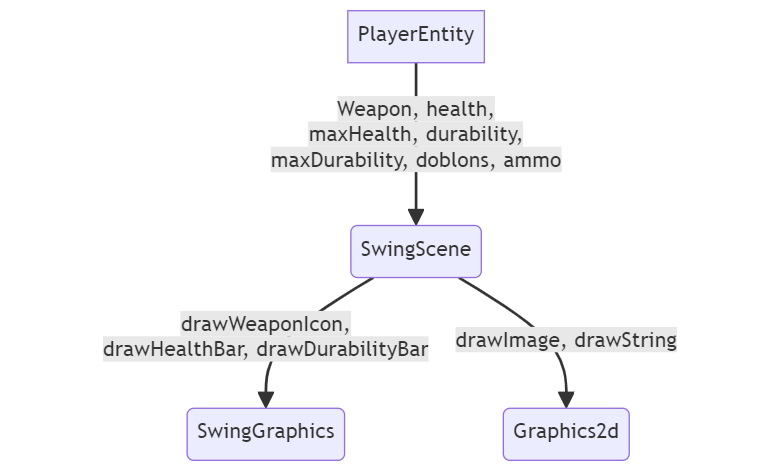 PlayerEntity
Weapon, health,
maxHealth, durability,
maxDurability, doblons, ammo
SwingScene
drawWeaponIcon,
drawHealthBar, drawDurabilityBar
drawImage, drawString
SwingGraphics
Graphics2d